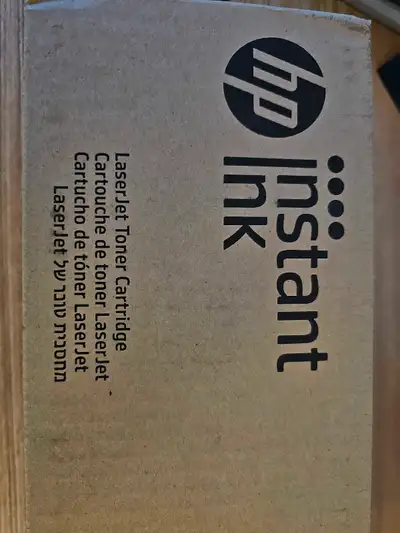 hp
Instant
Ink
LaserJet Toner Cartridge
Cartouche de toner LaserJet
Cartucho de tóner LaserJet
מחסנית טונר של LaserJet